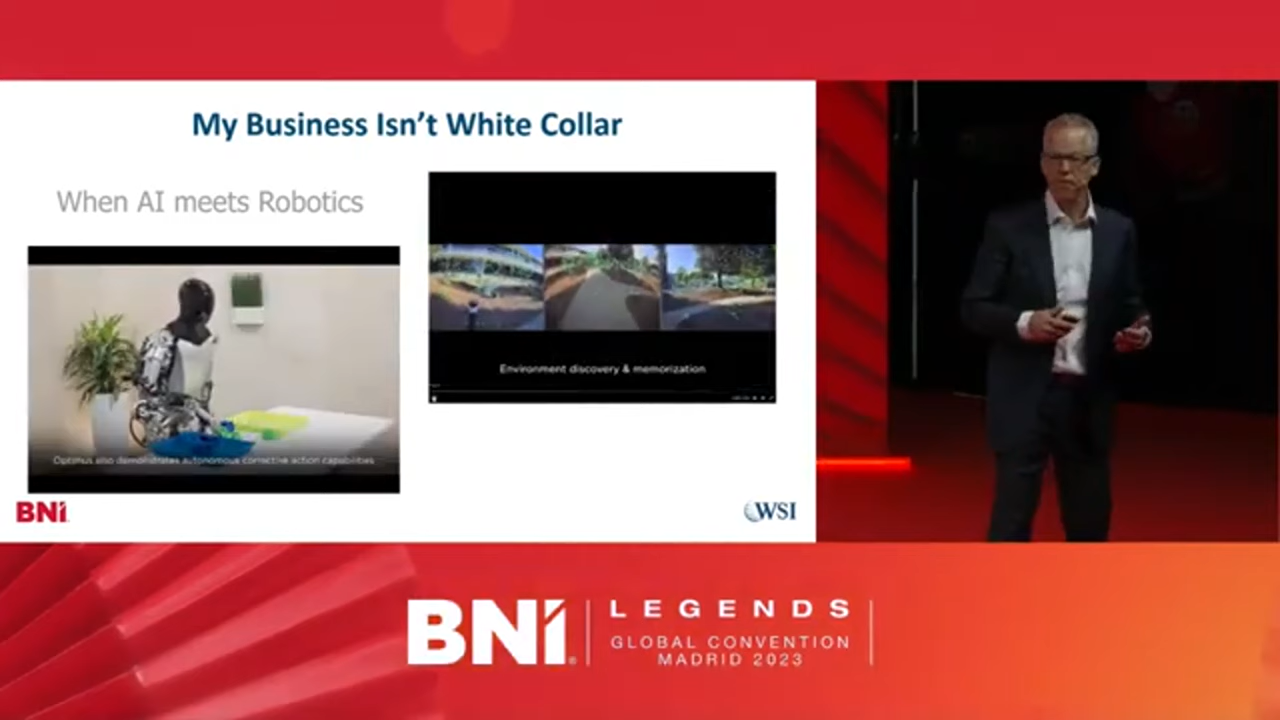 My Business Isn't White Collar
When AI meets Robotics
Environment discovery & memorization
Optimus also demonstrates autonomous corrective action capabilities
BNI
WSI
BNI
LEGENDS
GLOBAL CONVENTION
MADRID 2023